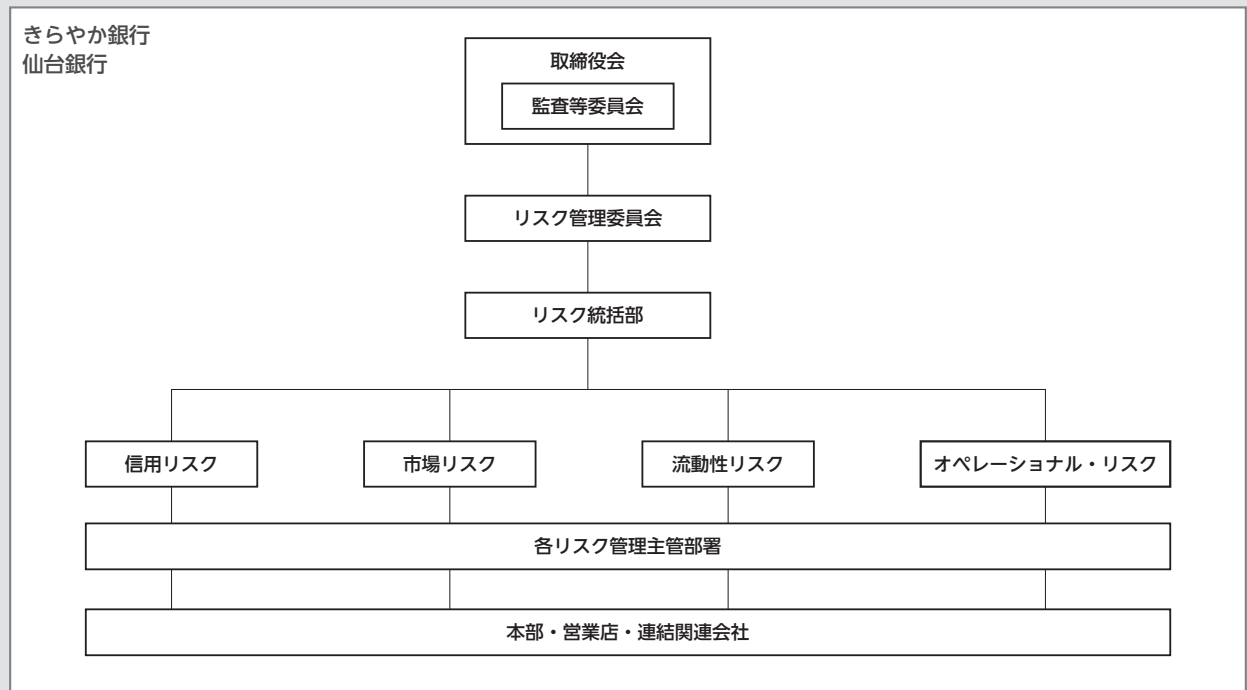 きらやか銀行
仙台銀行
取締役会
監査等委員会
リスク管理委員会
リスク統括部
信用リスク
市場リスク
流動性リスク
オペレーショナル・リスク
各リスク管理主管部署
本部・営業店・連結関連会社